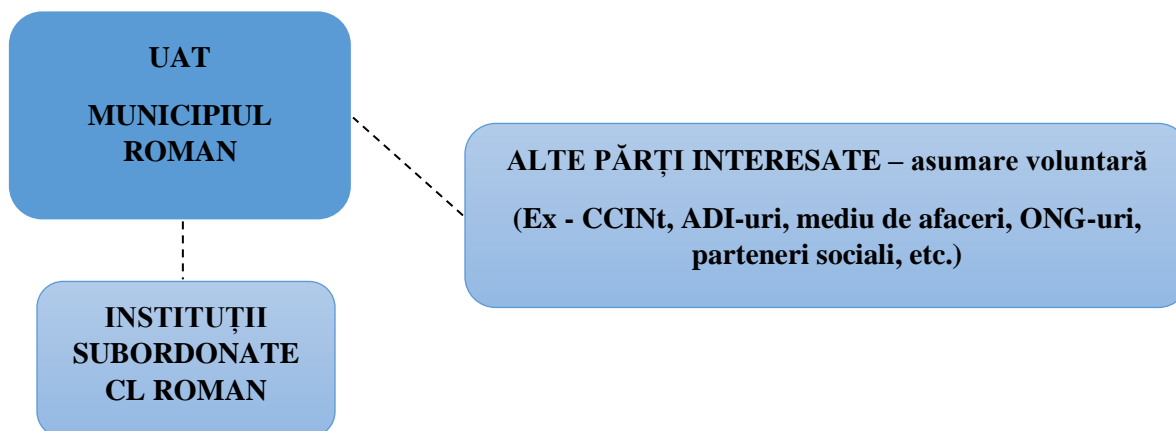 UAT
MUNICIPIUL
ROMAN
ALTE PĂRȚI INTERESATE – asumare voluntară
(Ex - CCINt, ADI-uri, mediu de afaceri, ONG-uri,
parteneri sociali, etc.)
INSTITUȚII
SUBORDONATE
CL ROMAN